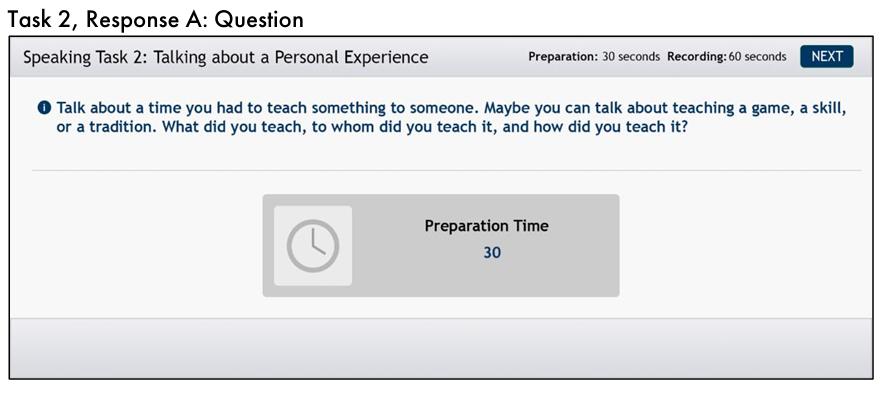 Task 2, Response A: Question
Speaking Task 2: Talking about a Personal Experience
Preparation: 30 seconds Recording: 60 seconds NEXT
Talk about a time you had to teach something to someone. Maybe you can talk about teaching a game, a skill,
or a tradition. What did you teach, to whom did you teach it, and how did you teach it?
Preparation Time
30